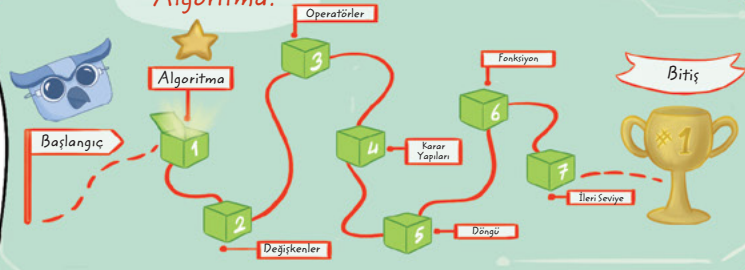 Algoritma.
Operatörler
3
Fonksiyon
Bitiş
Algoritma
6
#1
Başlangıç
1
4
Karar
Yapıları
7
İleri Seviye
2
5
Döngü
Değişkenler